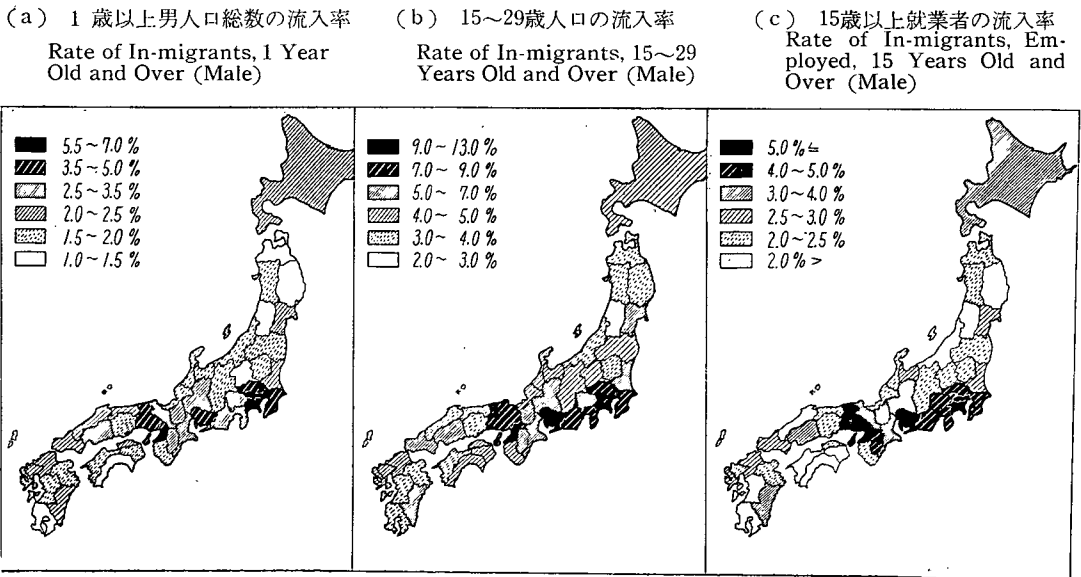 (a) 1 歳以上男人口総数の流入率
Rate of In-migrants, 1 Year
Old and Over (Male)
(b) 15～29歳人口の流入率
Rate of In-migrants, 15～29
Years Old and Over (Male)
(c) 15歳以上就業者の流入率
Rate of In-migrants, Em-
ployed, 15 Years Old and
Over (Male)
5.5～7.0 %
3.5～5.0 %
2.5～3.5 %
2.0～2.5 %
1.5～2.0 %
1.0～1.5 %
9.0～13.0 %
7.0～9.0 %
5.0～7.0 %
4.0～5.0 %
3.0～4.0 %
2.0～3.0 %
5.0%≦
4.0～5.0 %
3.0～4.0 %
2.5～3.0 %
2.0～2.5 %
2.0% >